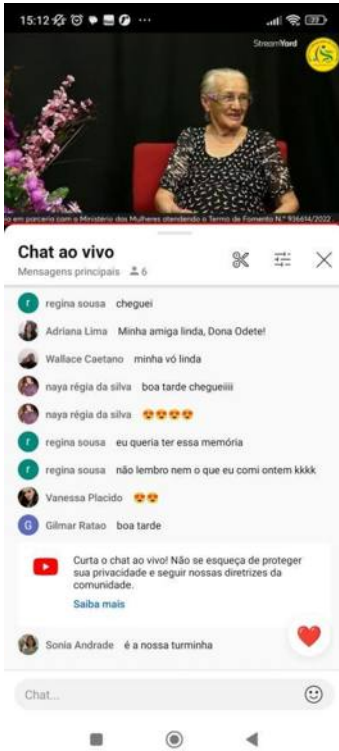 15:12
StreamYard
ia em parceria com o Ministério das Mulheres atendendo o Termo de Fomento N.º 936614/2022
Chat ao vivo
Mensagens principais 6
r regina sousa cheguei
Adriana Lima Minha amiga linda, Dona Odete!
Wallace Caetano minha vó linda
naya régia da silva boa tarde chegueiiii
naya régia da silva 😍😍😍😍
r regina sousa eu queria ter essa memória
r regina sousa não lembro nem o que eu comi ontem kkkk
Vanessa Placido 😍😍
G Gilmar Ratao boa tarde
Curta o chat ao vivo! Não se esqueça de proteger
sua privacidade e seguir nossas diretrizes da
comunidade.
Saiba mais
Sonia Andrade é a nossa turminha
Chat...